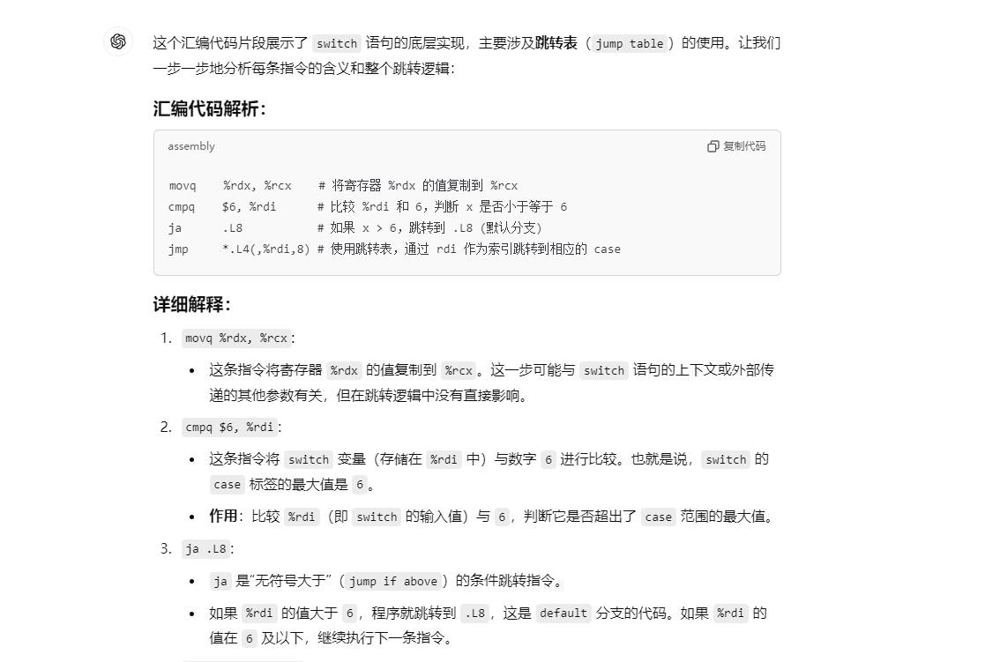 这个汇编代码片段展示了 switch 语句的底层实现，主要涉及跳转表（ jump table ）的使用。让我们
一步一步地分析每条指令的含义和整个跳转逻辑：
汇编代码解析：
assembly 复制代码
movq %rdx, %rcx # 将寄存器 %rdx 的值复制到 %rcx
cmpq $6, %rdi # 比较 %rdi 和 6，判断 x 是否小于等于 6
ja .L8 # 如果 x > 6，跳转到 .L8 (默认分支)
jmp *.L4(,%rdi,8) # 使用跳转表，通过 rdi 作为索引跳转到相应的 case
详细解释：
1. movq %rdx, %rcx：
• 这条指令将寄存器 %rdx 的值复制到 %rcx 。这一步可能与 switch 语句的上下文或外部传
递的其他参数有关，但在跳转逻辑中没有直接影响。
2. cmpq $6, %rdi：
• 这条指令将 switch 变量（存储在 %rdi 中）与数字 6 进行比较。也就是说， switch 的
case 标签的最大值是 6 。
• 作用：比较 %rdi （即 switch 的输入值）与 6 ，判断它是否超出了 case 范围的最大值。
3. ja .L8：
• ja 是“无符号大于”（ jump if above ）的条件跳转指令。
• 如果 %rdi 的值大于 6 ，程序就跳转到 .L8 ，这是 default 分支的代码。如果 %rdi 的
值在 6 及以下，继续执行下一条指令。